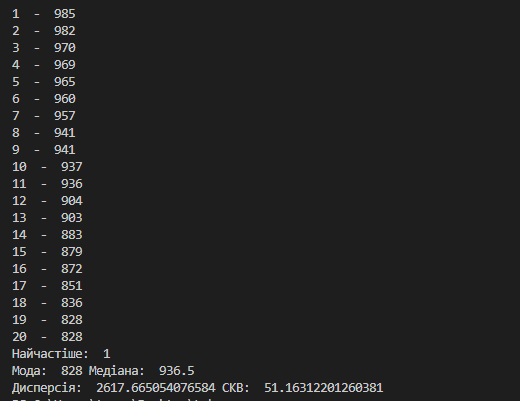 1 - 985
2 - 982
3 - 970
4 - 969
5 - 965
6 - 960
7 - 957
8 - 941
9 - 941
10 - 937
11 - 936
12 - 904
13 - 903
14 - 883
15 - 879
16 - 872
17 - 851
18 - 836
19 - 828
20 - 828
Найчастіше: 1
Мода: 828 Медіана: 936.5
Дисперсія: 2617.665054076584 СКВ: 51.16312201260381